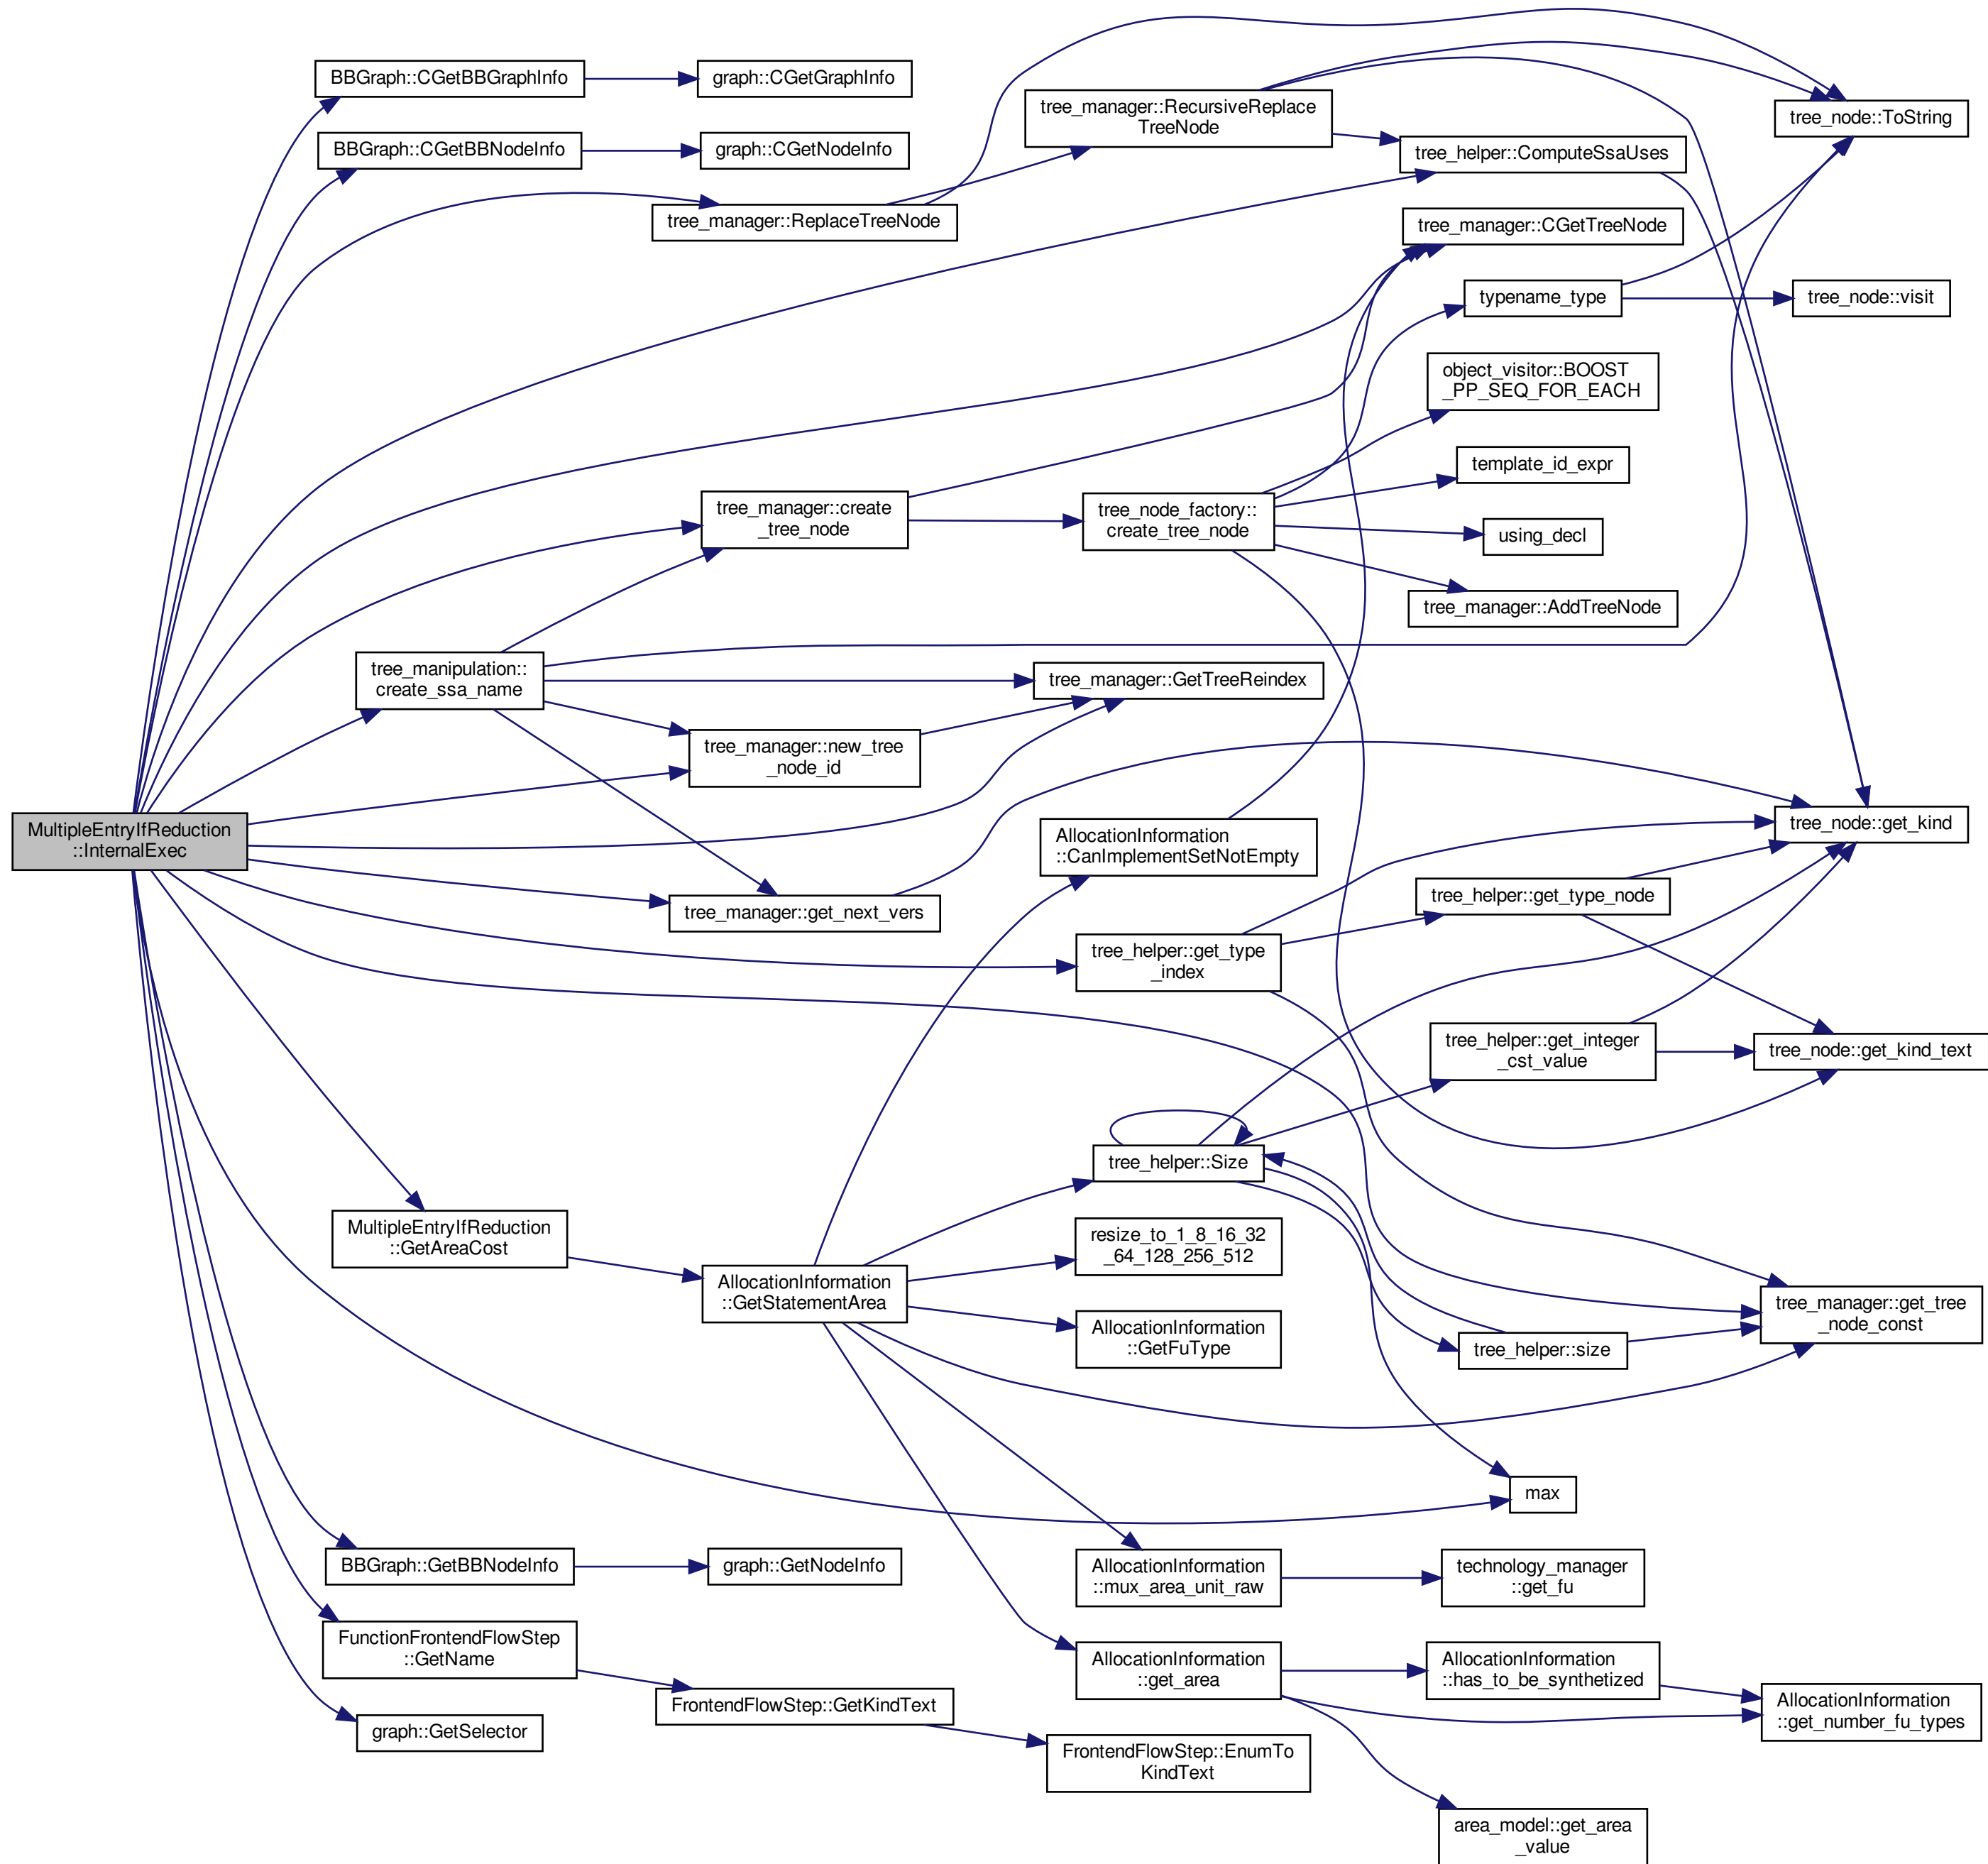 BBGraph::CGetBBGraphInfo
graph::CGetGraphInfo
tree_manager::RecursiveReplace
TreeNode
tree_node::ToString
BBGraph::CGetBBNodeInfo
graph::CGetNodeInfo
tree_helper::ComputeSsaUses
tree_manager::ReplaceTreeNode
tree_manager::CGetTreeNode
typename_type
tree_node::visit
object_visitor::BOOST
_PP_SEQ_FOR_EACH
template_id_expr
tree_manager::create
_tree_node
tree_node_factory::
create_tree_node
using_decl
tree_manager::AddTreeNode
tree_manipulation::
create_ssa_name
tree_manager::GetTreeReindex
tree_manager::new_tree
_node_id
MultipleEntryIfReduction
::InternalExec
AllocationInformation
::CanImplementSetNotEmpty
tree_node::get_kind
tree_manager::get_next_vers
tree_helper::get_type_node
tree_helper::get_type
_index
tree_helper::get_integer
_cst_value
tree_node::get_kind_text
tree_helper::Size
MultipleEntryIfReduction
::GetAreaCost
resize_to_1_8_16_32
_64_128_256_512
AllocationInformation
::GetStatementArea
AllocationInformation
::GetFuType
tree_helper::size
tree_manager::get_tree
_node_const
max
BBGraph::GetBBNodeInfo
graph::GetNodeInfo
AllocationInformation
::mux_area_unit_raw
technology_manager
::get_fu
FunctionFrontendFlowStep
::GetName
FrontendFlowStep::GetKindText
AllocationInformation
::get_area
AllocationInformation
::has_to_be_synthetized
AllocationInformation
::get_number_fu_types
graph::GetSelector
FrontendFlowStep::EnumTo
KindText
area_model::get_area
_value